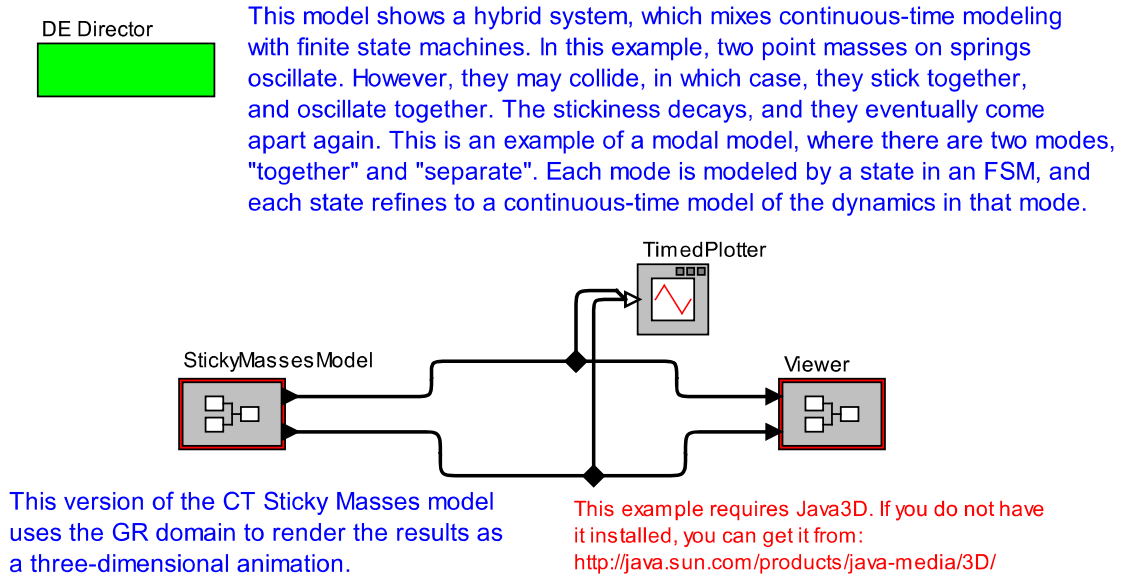 DE Director
This model shows a hybrid system, which mixes continuous-time modeling
with finite state machines. In this example, two point masses on springs
oscillate. However, they may collide, in which case, they stick together,
and oscillate together. The stickiness decays, and they eventually come
apart again. This is an example of a modal model, where there are two modes,
"together" and "separate". Each mode is modeled by a state in an FSM, and
each state refines to a continuous-time model of the dynamics in that mode.
TimedPlotter
StickyMassesModel
Viewer
This version of the CT Sticky Masses model
uses the GR domain to render the results as
a three-dimensional animation.
This example requires Java3D. If you do not have
it installed, you can get it from:
http://java.sun.com/products/java-media/3D/